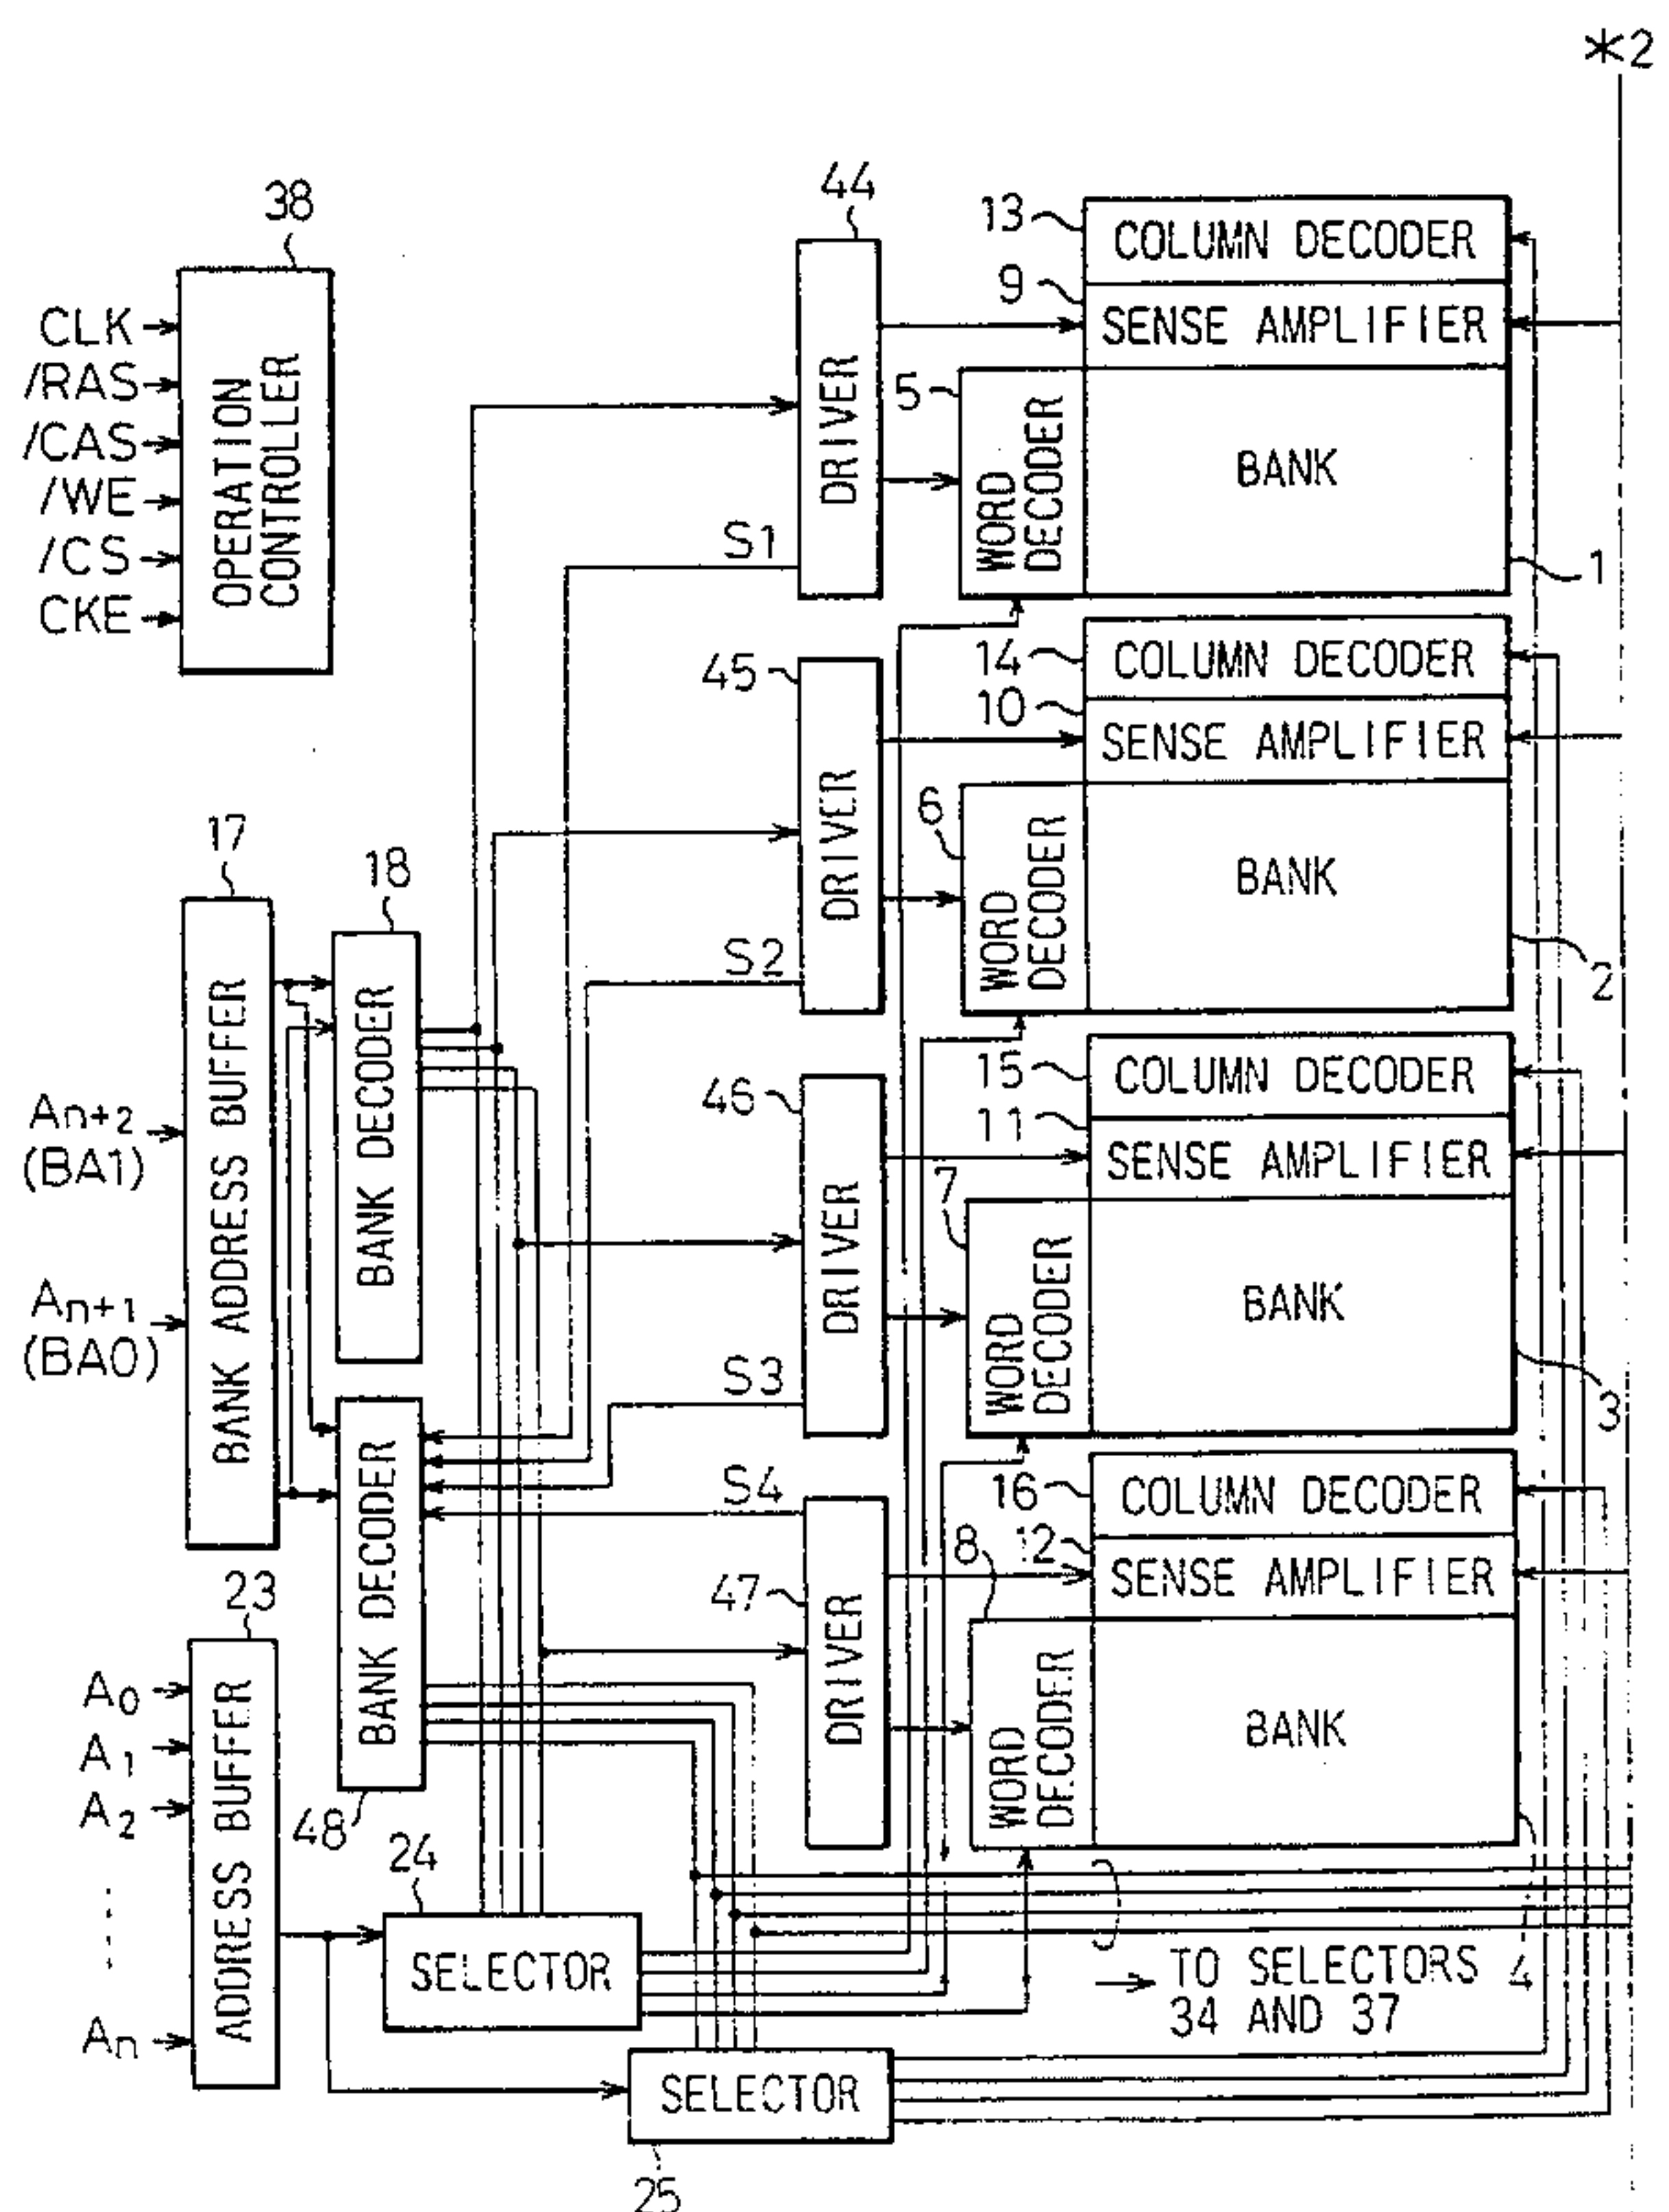 *2
38
CLK
/RAS
/CAS
/WE
/CS
CKE
OPERATION
CONTROLLER
44
DRIVER
S1
13
COLUMN DECODER
9
SENSE AMPLIFIER
5
WORD
DECODER
BANK
1
45
DRIVER
S2
14
COLUMN DECODER
10
SENSE AMPLIFIER
6
WORD
DECODER
BANK
2
17
BANK ADDRESS BUFFER
An+2
(BA1)
An+1
(BA0)
18
BANK DECODER
46
DRIVER
S3
15
COLUMN DECODER
11
SENSE AMPLIFIER
7
WORD
DECODER
BANK
3
BANK DECODER
48
S4
47
DRIVER
16
COLUMN DECODER
12
SENSE AMPLIFIER
8
WORD
DECODER
BANK
4
23
ADDRESS BUFFER
A0
A1
A2
An
24
SELECTOR
TO SELECTORS
34 AND 37
SELECTOR
25